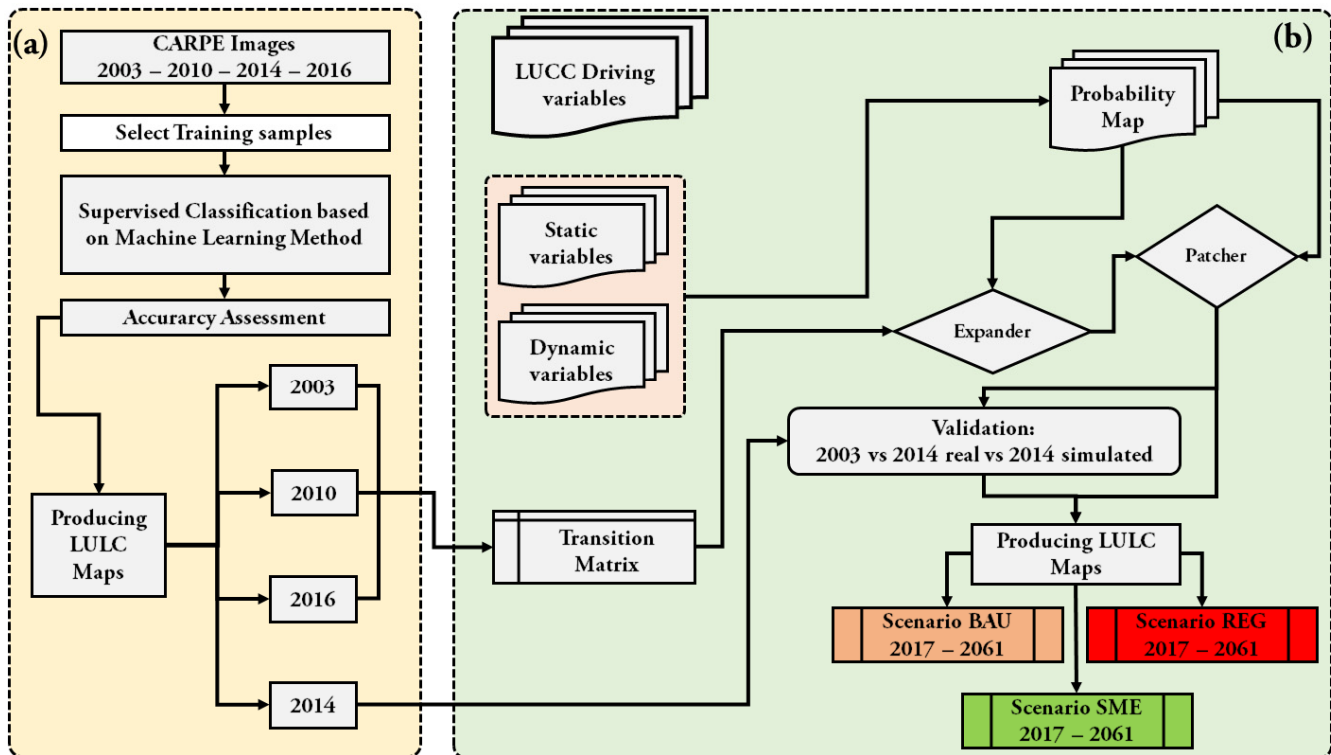 (a)
CARPE Images
2003 – 2010 – 2014 – 2016
Select Training samples
Supervised Classification based
on Machine Learning Method
Accurarcy Assessment
Producing
LULC
Maps
2003
2010
2016
2014
(b)
LUCC Driving
variables
Static
variables
Dynamic
variables
Transition
Matrix
Probability
Map
Patcher
Expander
Validation:
2003 vs 2014 real vs 2014 simulated
Producing LULC
Maps
Scenario BAU
2017 – 2061
Scenario REG
2017 – 2061
Scenario SME
2017 – 2061